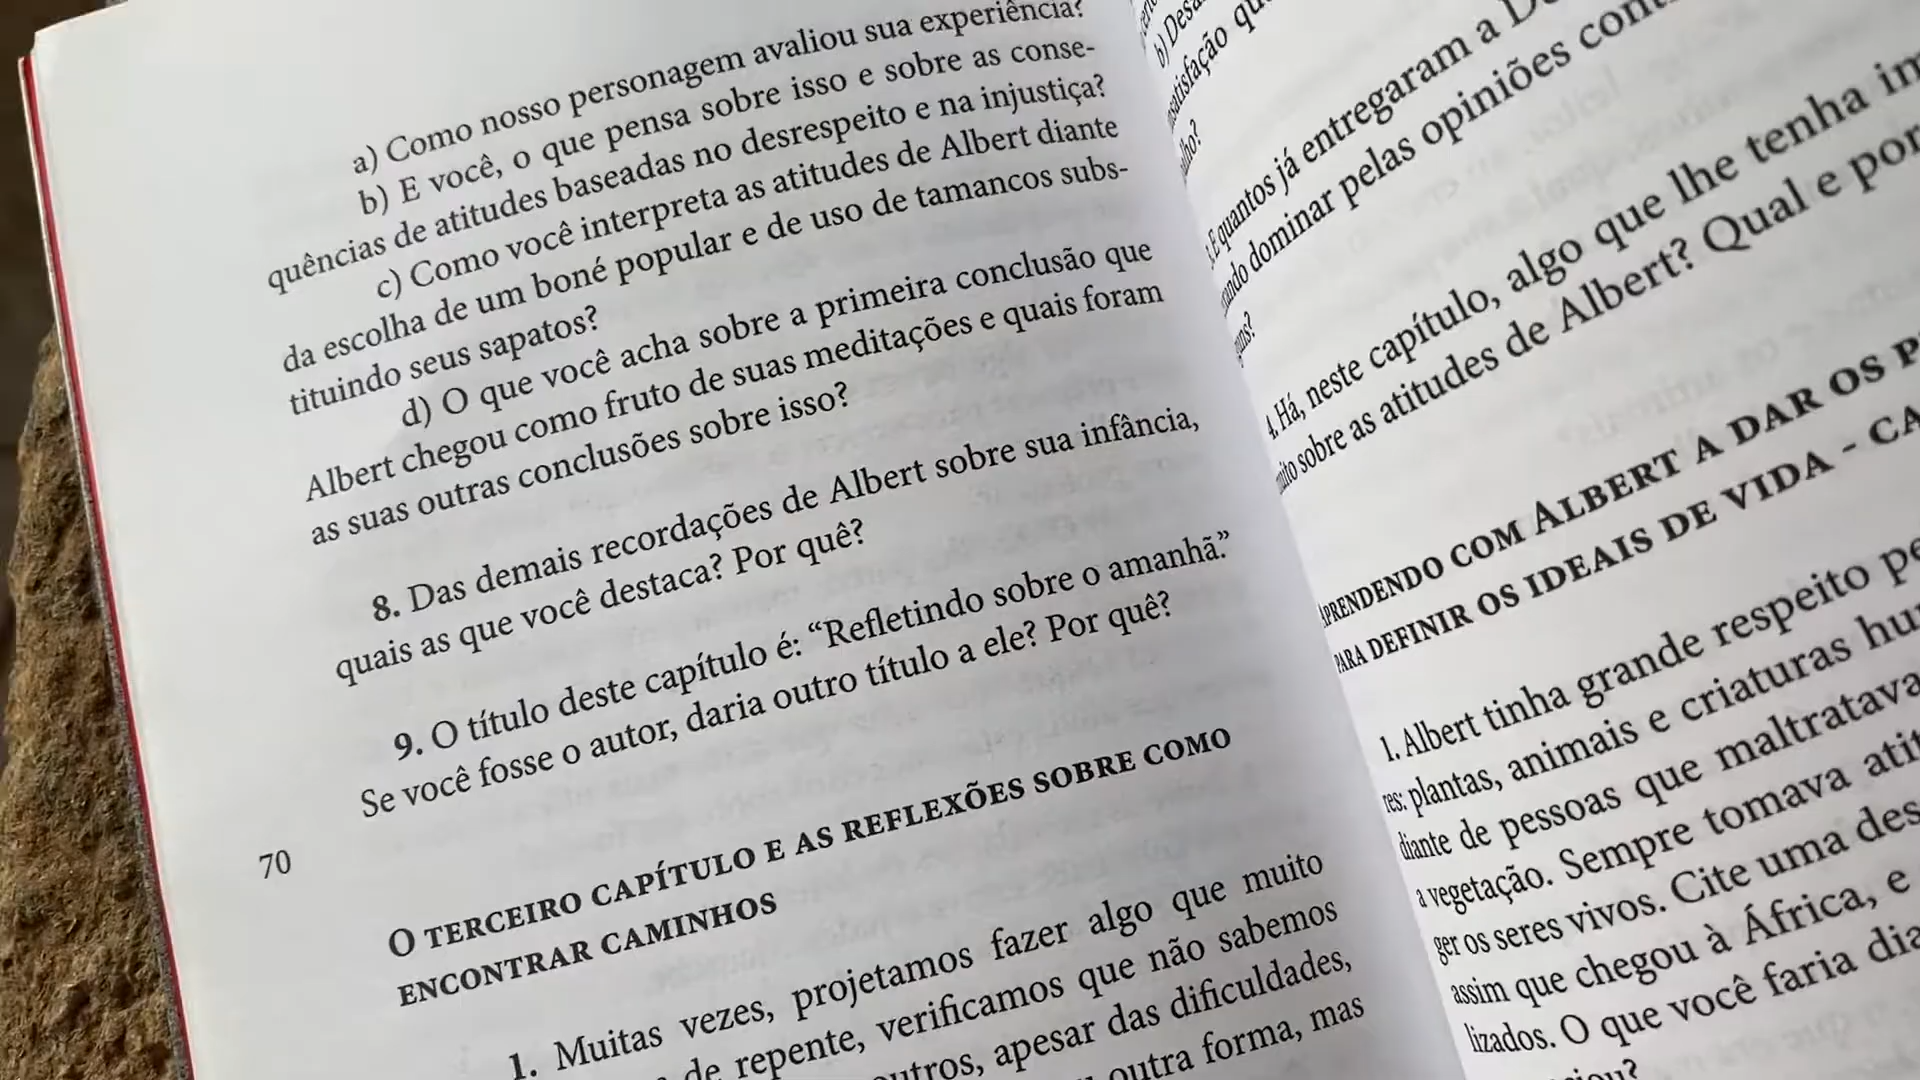 a) Como nosso personagem avaliou sua experiência?
b) E você, o que pensa sobre isso e sobre as conse-
quências de atitudes baseadas no desrespeito e na injustiça?
c) Como você interpreta as atitudes de Albert diante
da escolha de um boné popular e de uso de tamancos subs-
tituindo seus sapatos?
d) O que você acha sobre a primeira conclusão que
Albert chegou como fruto de suas meditações e quais foram
as suas outras conclusões sobre isso?
8. Das demais recordações de Albert sobre sua infância,
quais as que você destaca? Por quê?
9. O título deste capítulo é: “Refletindo sobre o amanhã.”
Se você fosse o autor, daria outro título a ele? Por quê?
70
O TERCEIRO CAPÍTULO E AS REFLEXÕES SOBRE COMO
ENCONTRAR CAMINHOS
1. Muitas vezes, projetamos fazer algo que muito
de repente, verificamos que não sabemos
outros, apesar das dificuldades,
outra forma, mas
b)
E quantos já entregaram a
dominar pelas opiniões
4. Há, neste capítulo, algo que lhe tenha
sobre as atitudes de Albert? Qual e por
APRENDENDO COM ALBERT A DAR OS
PARA DEFINIR OS IDEAIS DE VIDA -
1. Albert tinha grande respeito
res: plantas, animais e criaturas
diante de pessoas que maltratava
a vegetação. Sempre tomava
ger os seres vivos. Cite uma
assim que chegou à África, e
lizados. O que você faria